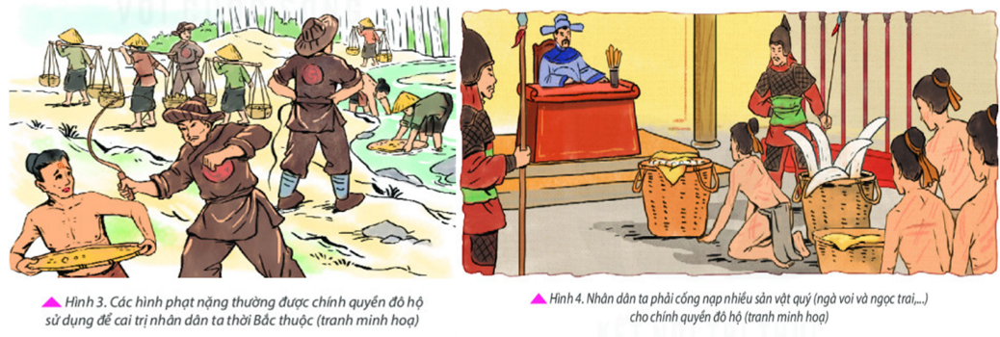 Hình 3. Các hình phạt nặng thường được chính quyền đô hộ
sử dụng để cai trị nhân dân ta thời Bắc thuộc (tranh minh hoạ)
Hình 4. Nhân dân ta phải cống nạp nhiều sản vật quý (ngà voi và ngọc trai,...)
cho chính quyền đô hộ (tranh minh hoạ)